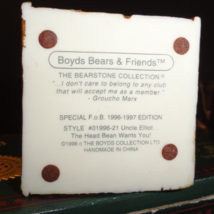 Boyds Bears & Friends™
THE BEARSTONE COLLECTION®
"...I don't care to belong to any club
that will accept me as a member."
- Groucho Marx
SPECIAL F.o.B. 1996-1997 EDITION
STYLE #01996-21 Uncle Elliot...
The Head Bean Wants You!
©1996 THE BOYDS COLLECTION LTD
HANDMADE IN CHINA